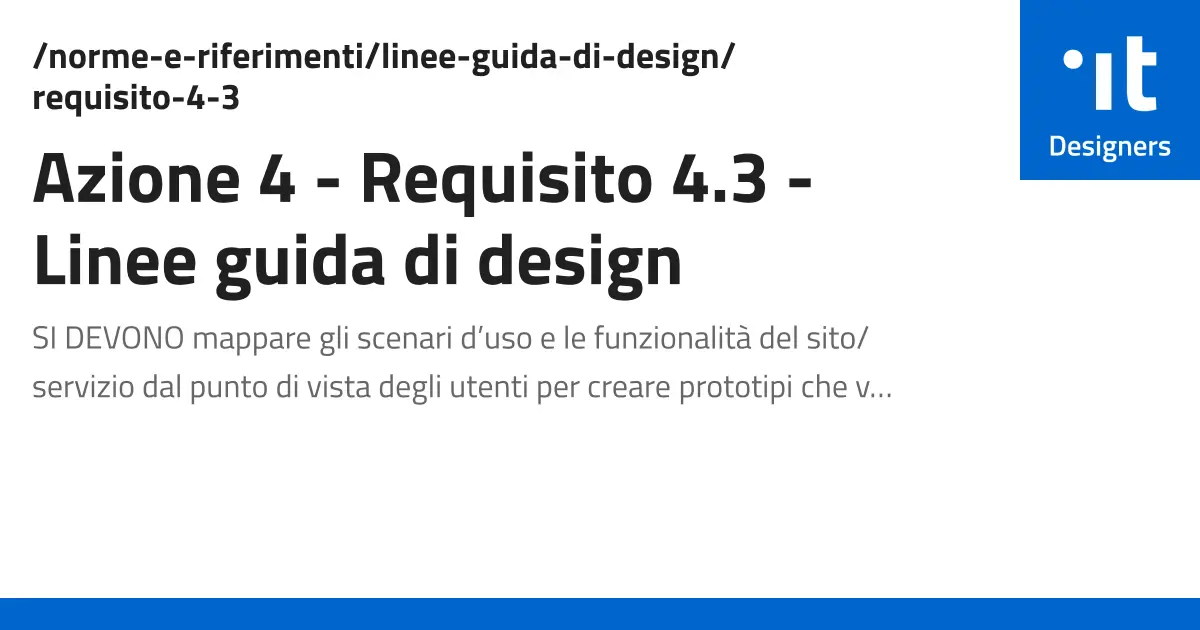 /norme-e-riferimenti/linee-guida-di-design/
requisito-4-3
Azione 4 - Requisito 4.3 -
Linee guida di design
SI DEVONO mappare gli scenari d’uso e le funzionalità del sito/
servizio dal punto di vista degli utenti per creare prototipi che v…
it
Designers